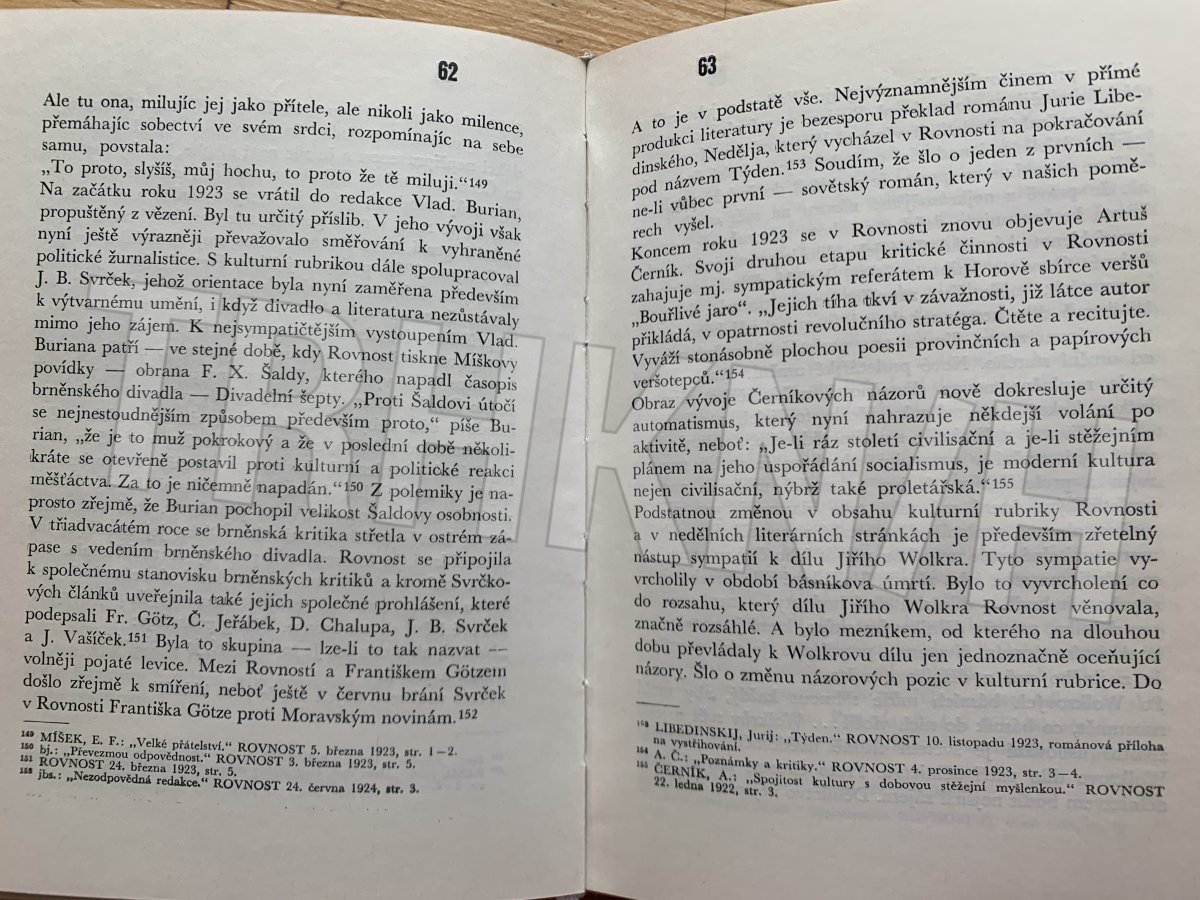 62
Ale tu ona, milujíc jej jako přítele, ale nikoli jako milence,
přemáhajíc sobectví ve svém srdci, rozpomínajíc na sebe
samu, povstala:
„To proto, slyšíš, můj hochu, to proto že tě miluji.“149
Na začátku roku 1923 se vrátil do redakce Vlad. Burian,
propuštěný z vězení. Byl tu určitý příslib. V jeho vývoji však
nyní ještě výrazněji převažovalo směřování k vyhraněné
politické žurnalistice. S kulturní rubrikou dále spolupracoval
J. B. Svrček, jehož orientace byla nyní zaměřena především
k výtvarnému umění, i když divadlo a literatura nezůstávaly
mimo jeho zájem. K nejsympatičtějším vystoupením Vlad.
Buriana patří — ve stejné době, kdy Rovnost tiskne Míškovy
povídky — obrana F. X. Šaldy, kterého napadl časopis
brněnského divadla — Divadelní šepty. „Proti Šaldovi útočí
se nejnestoudnějším způsobem především proto,“ píše Bu-
rian, „že je to muž pokrokový a že v poslední době několi-
kráte se otevřeně postavil proti kulturní a politické reakci
měšťáctva. Za to je ničemně napadán.“150 Z polemiky je na-
prosto zřejmé, že Burian pochopil velikost Šaldovy osobnosti.
V třiadvacátém roce se brněnská kritika střetla v ostrém zá-
pase s vedením brněnského divadla. Rovnost se připojila
k společnému stanovisku brněnských kritiků a kromě Svrčko-
vých článků uveřejnila také jejich společné prohlášení, které
podepsali Fr. Götz, Č. Jeřábek, D. Chalupa, J. B. Svrček
a J. Vašíček.151 Byla to skupina — lze-li to tak nazvat —
volněji pojaté levice. Mezi Rovností a Františkem Götzem
došlo zřejmě k smíření, neboť ještě v červnu brání Svrček
v Rovnosti Františka Götze proti Moravským novinám.152
149 MÍŠEK, E. F.: „Velké přátelství.“ ROVNOST 5. března 1923, str. 1–2.
150 bj.: „Převezmou odpovědnost.“ ROVNOST 3. března 1923, str. 5.
151 ROVNOST 24. března 1923, str. 5.
152 jbs.: „Nezodpovědná redakce.“ ROVNOST 24. června 1924, str. 3.
63
A to je v podstatě vše. Nejvýznamnějším činem v přímé
produkci literatury je bezesporu překlad románu Jurie Libe-
dinského, Nedělja, který vycházel v Rovnosti na pokračování
pod názvem Týden.153 Soudím, že šlo o jeden z prvních —
ne-li vůbec první — sovětský román, který v našich pomě-
rech vyšel.
Koncem roku 1923 se v Rovnosti znovu objevuje Artuš
Černík. Svoji druhou etapu kritické činnosti v Rovnosti
zahajuje mj. sympatickým referátem k Horově sbírce veršů
„Bouřlivé jaro“. „Jejich tíha tkví v závažnosti, již látce autor
přikládá, v opatrnosti revolučního stratéga. Čtěte a recitujte.
Vyváží stonásobně plochou poesii provinčních a papírových
veršotepců.“154
Obraz vývoje Černíkových názorů nově dokresluje určitý
automatismus, který nyní nahrazuje někdejší volání po
aktivitě, neboť: „Je-li ráz století civilisační a je-li stěžejním
plánem na jeho uspořádání socialismus, je moderní kultura
nejen civilisační, nýbrž také proletářská.“155
Podstatnou změnou v obsahu kulturní rubriky Rovnosti
a v nedělních literárních stránkách je především zřetelný
nástup sympatií k dílu Jiřího Wolkra. Tyto sympatie vy-
vrcholily v období básníkova úmrtí. Bylo to vyvrcholení co
do rozsahu, který dílu Jiřího Wolkra Rovnost věnovala,
značně rozsáhlé. A bylo mezníkem, od kterého na dlouhou
dobu převládaly k Wolkrovu dílu jen jednoznačně oceňující
názory. Šlo o změnu názorových pozic v kulturní rubrice. Do
153 LIBEDINSKIJ, Jurij: „Týden.“ ROVNOST 10. listopadu 1923, románová příloha
na vystřihování.
154 A. Č.: „Poznámky a kritiky.“ ROVNOST 4. prosince 1923, str. 3–4.
155 ČERNÍK, A.: „Spojitost kultury s dobovou stěžejní myšlenkou.“ ROVNOST
22. ledna 1922, str. 3.